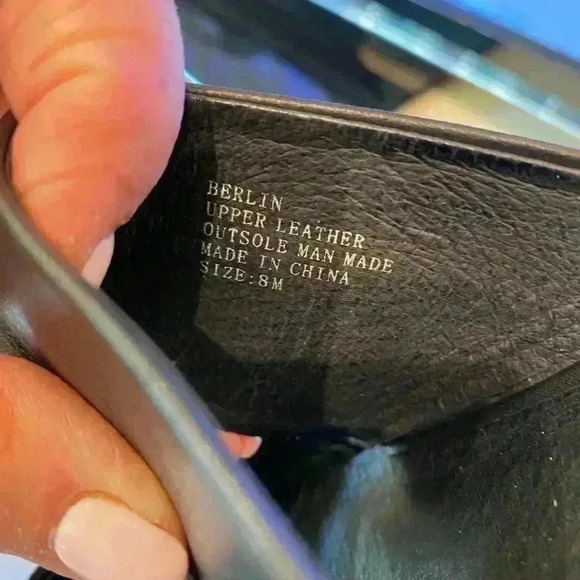 BERLIN
UPPER LEATHER
OUTSOLE MAN MADE
MADE IN CHINA
SIZE:8M